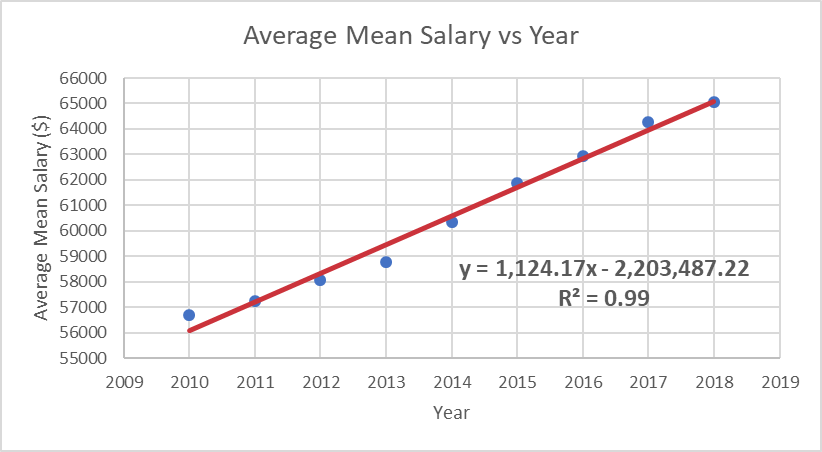 Average Mean Salary vs Year
Average Mean Salary ($)
66000
65000
64000
63000
62000
61000
60000
59000
58000
57000
56000
55000
y = 1,124.17x - 2,203,487.22
R² = 0.99
2009 2010 2011 2012 2013 2014 2015 2016 2017 2018 2019
Year